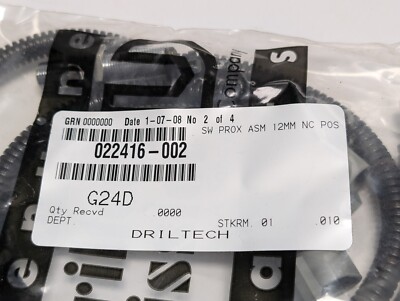 GRN 0000000 Date 1-07-08 No 2 of 4
SW PROX ASM 12MM NC POS
022416-002
G24D
Qty Recvd 0000
DEPT. STKRM. 01 .010
DRILTECH
ompany